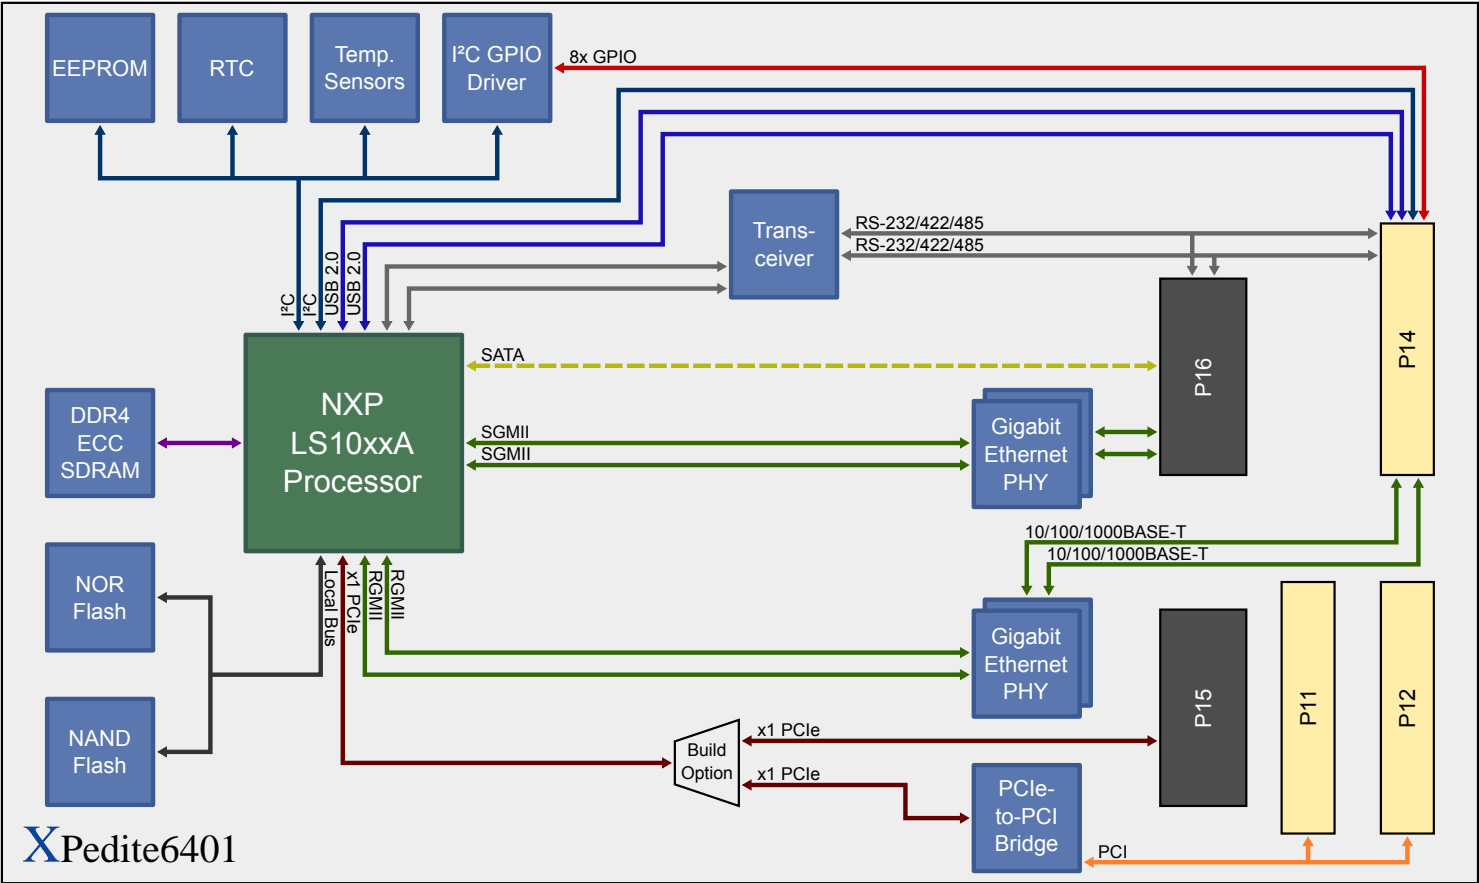 EEPROM
RTC
Temp.
Sensors
I²C GPIO
Driver
8x GPIO
Trans-
ceiver
RS-232/422/485
RS-232/422/485
I²C
I²C
USB 2.0
USB 2.0
P14
P16
SATA
NXP
LS10xxA
Processor
DDR4
ECC
SDRAM
SGMII
SGMII
Gigabit
Ethernet
PHY
10/100/1000BASE-T
10/100/1000BASE-T
Local Bus
x1 PCIe
RGMII
RGMII
NOR
Flash
Gigabit
Ethernet
PHY
P15
P11
P12
NAND
Flash
Build
Option
x1 PCIe
x1 PCIe
PCIe-
to-PCI
Bridge
PCI
XPedite6401